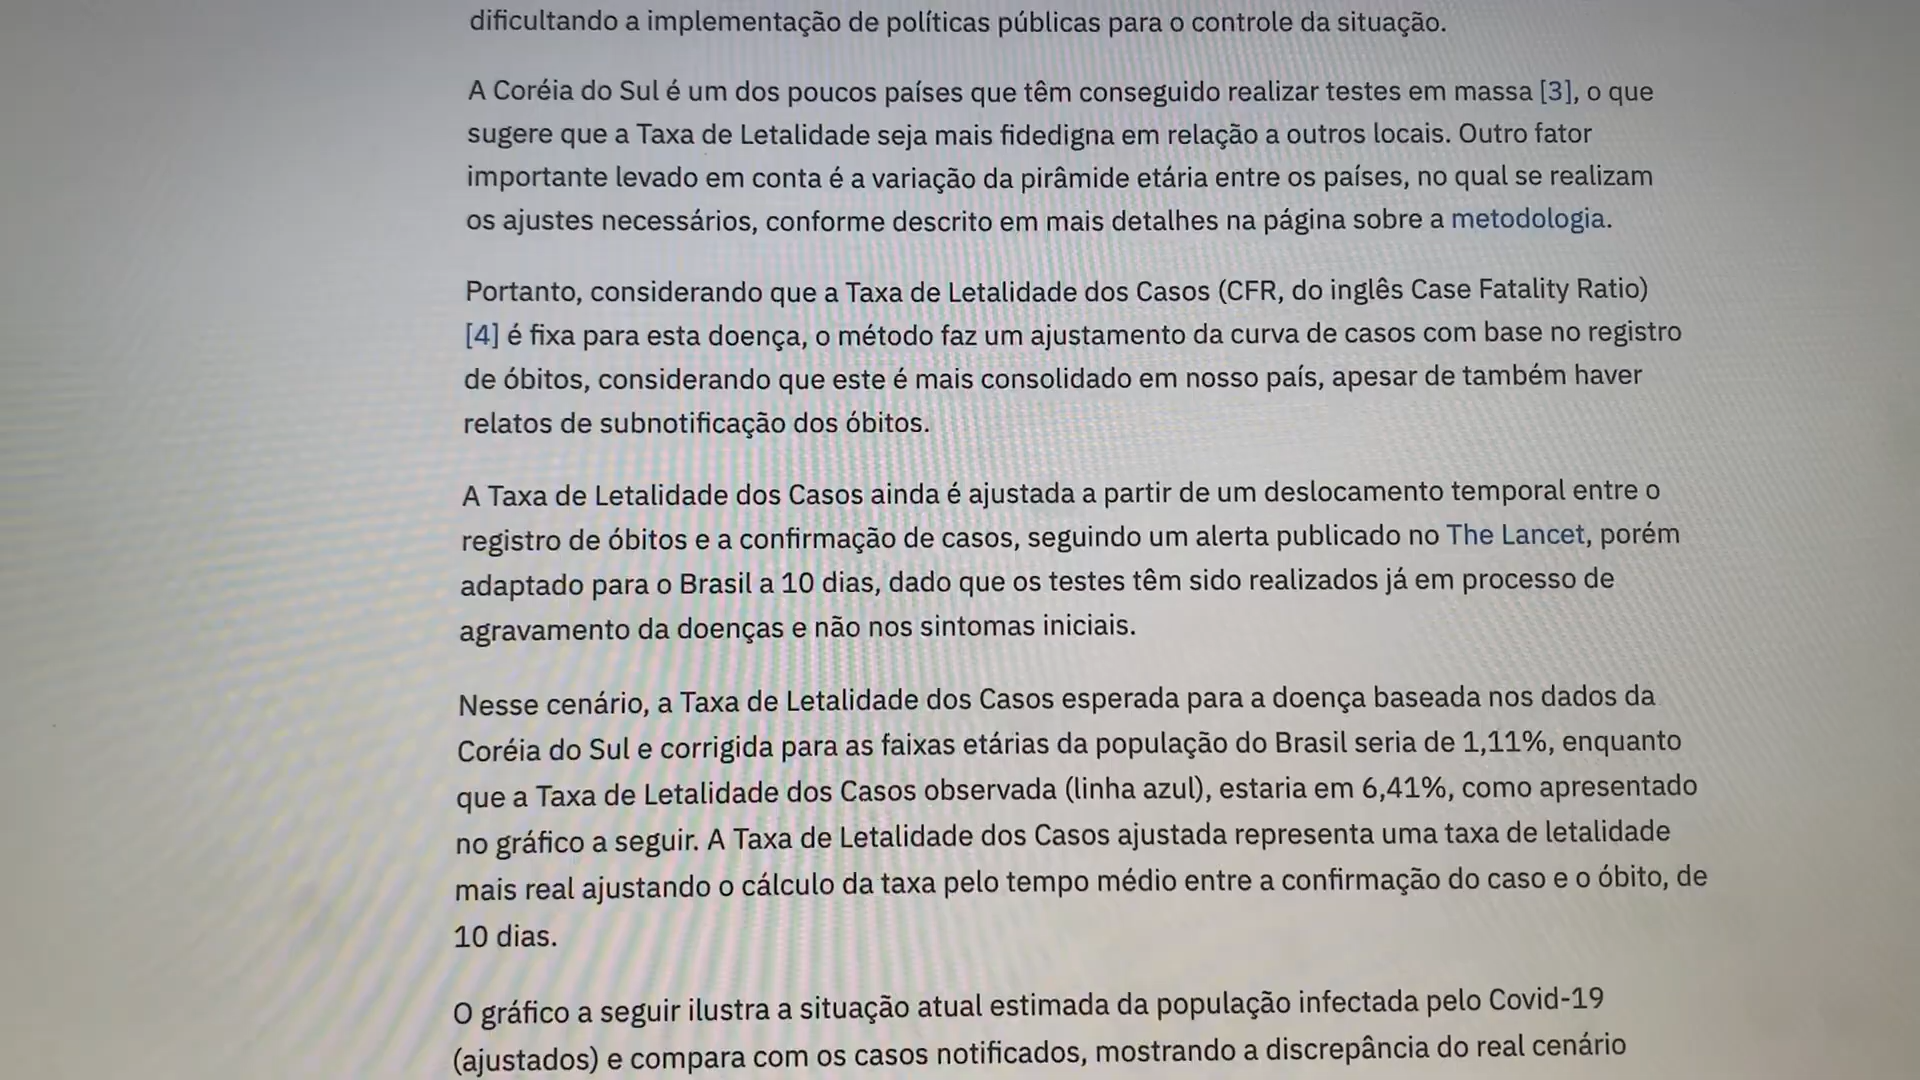 dificultando a implementação de políticas públicas para o controle da situação.
A Coréia do Sul é um dos poucos países que têm conseguido realizar testes em massa [3], o que
sugere que a Taxa de Letalidade seja mais fidedigna em relação a outros locais. Outro fator
importante levado em conta é a variação da pirâmide etária entre os países, no qual se realizam
os ajustes necessários, conforme descrito em mais detalhes na página sobre a metodologia.
Portanto, considerando que a Taxa de Letalidade dos Casos (CFR, do inglês Case Fatality Ratio)
[4] é fixa para esta doença, o método faz um ajustamento da curva de casos com base no registro
de óbitos, considerando que este é mais consolidado em nosso país, apesar de também haver
relatos de subnotificação dos óbitos.
A Taxa de Letalidade dos Casos ainda é ajustada a partir de um deslocamento temporal entre o
registro de óbitos e a confirmação de casos, seguindo um alerta publicado no The Lancet, porém
adaptado para o Brasil a 10 dias, dado que os testes têm sido realizados já em processo de
agravamento da doenças e não nos sintomas iniciais.
Nesse cenário, a Taxa de Letalidade dos Casos esperada para a doença baseada nos dados da
Coréia do Sul e corrigida para as faixas etárias da população do Brasil seria de 1,11%, enquanto
que a Taxa de Letalidade dos Casos observada (linha azul), estaria em 6,41%, como apresentado
no gráfico a seguir. A Taxa de Letalidade dos Casos ajustada representa uma taxa de letalidade
mais real ajustando o cálculo da taxa pelo tempo médio entre a confirmação do caso e o óbito, de
10 dias.
O gráfico a seguir ilustra a situação atual estimada da população infectada pelo Covid-19
(ajustados) e compara com os casos notificados, mostrando a discrepância do real cenário